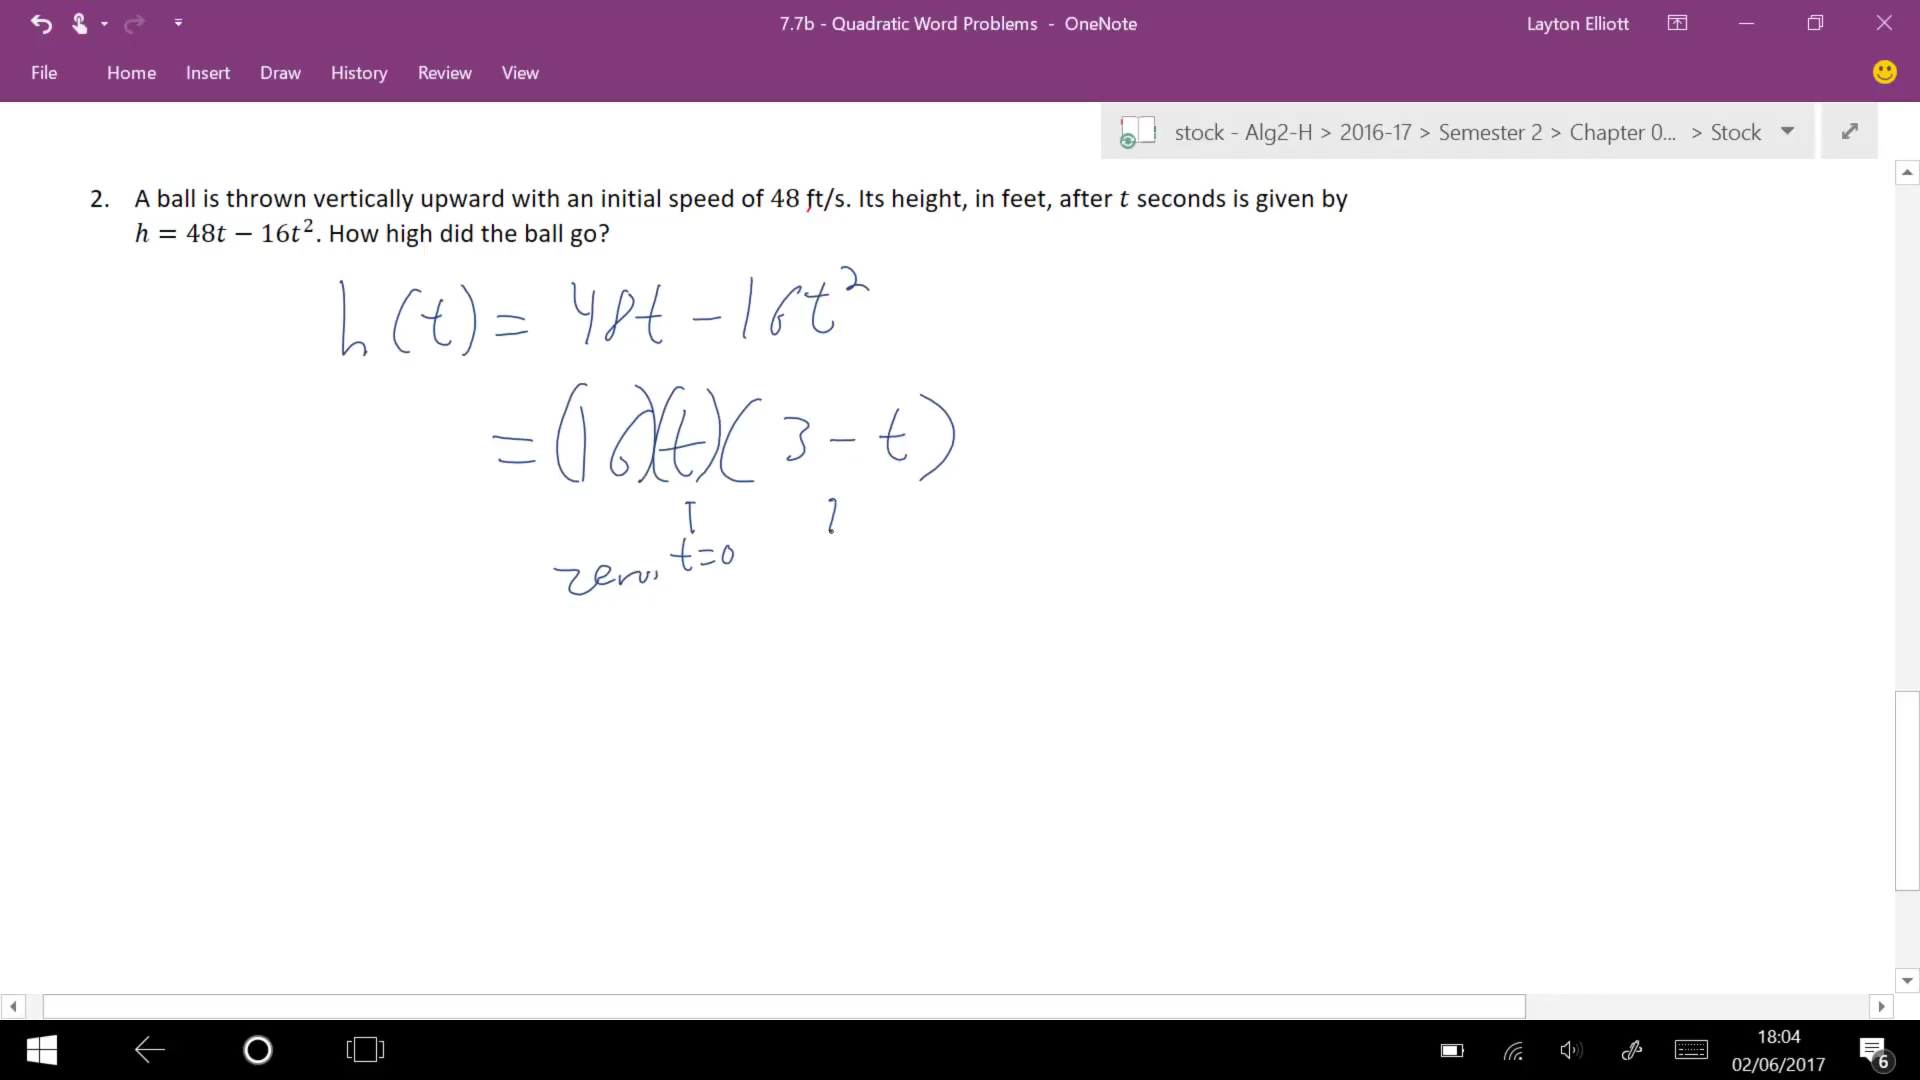 7.7b - Quadratic Word Problems - OneNote
Layton Elliott
File Home Insert Draw History Review View
stock - Alg2-H > 2016-17 > Semester 2 > Chapter 0... > Stock
2. A ball is thrown vertically upward with an initial speed of 48 ft/s. Its height, in feet, after t seconds is given by
h = 48t − 16t². How high did the ball go?
h(t) = 48t − 16t²
= (16)(t)(3 − t)
t=0
18:04
02/06/2017
6